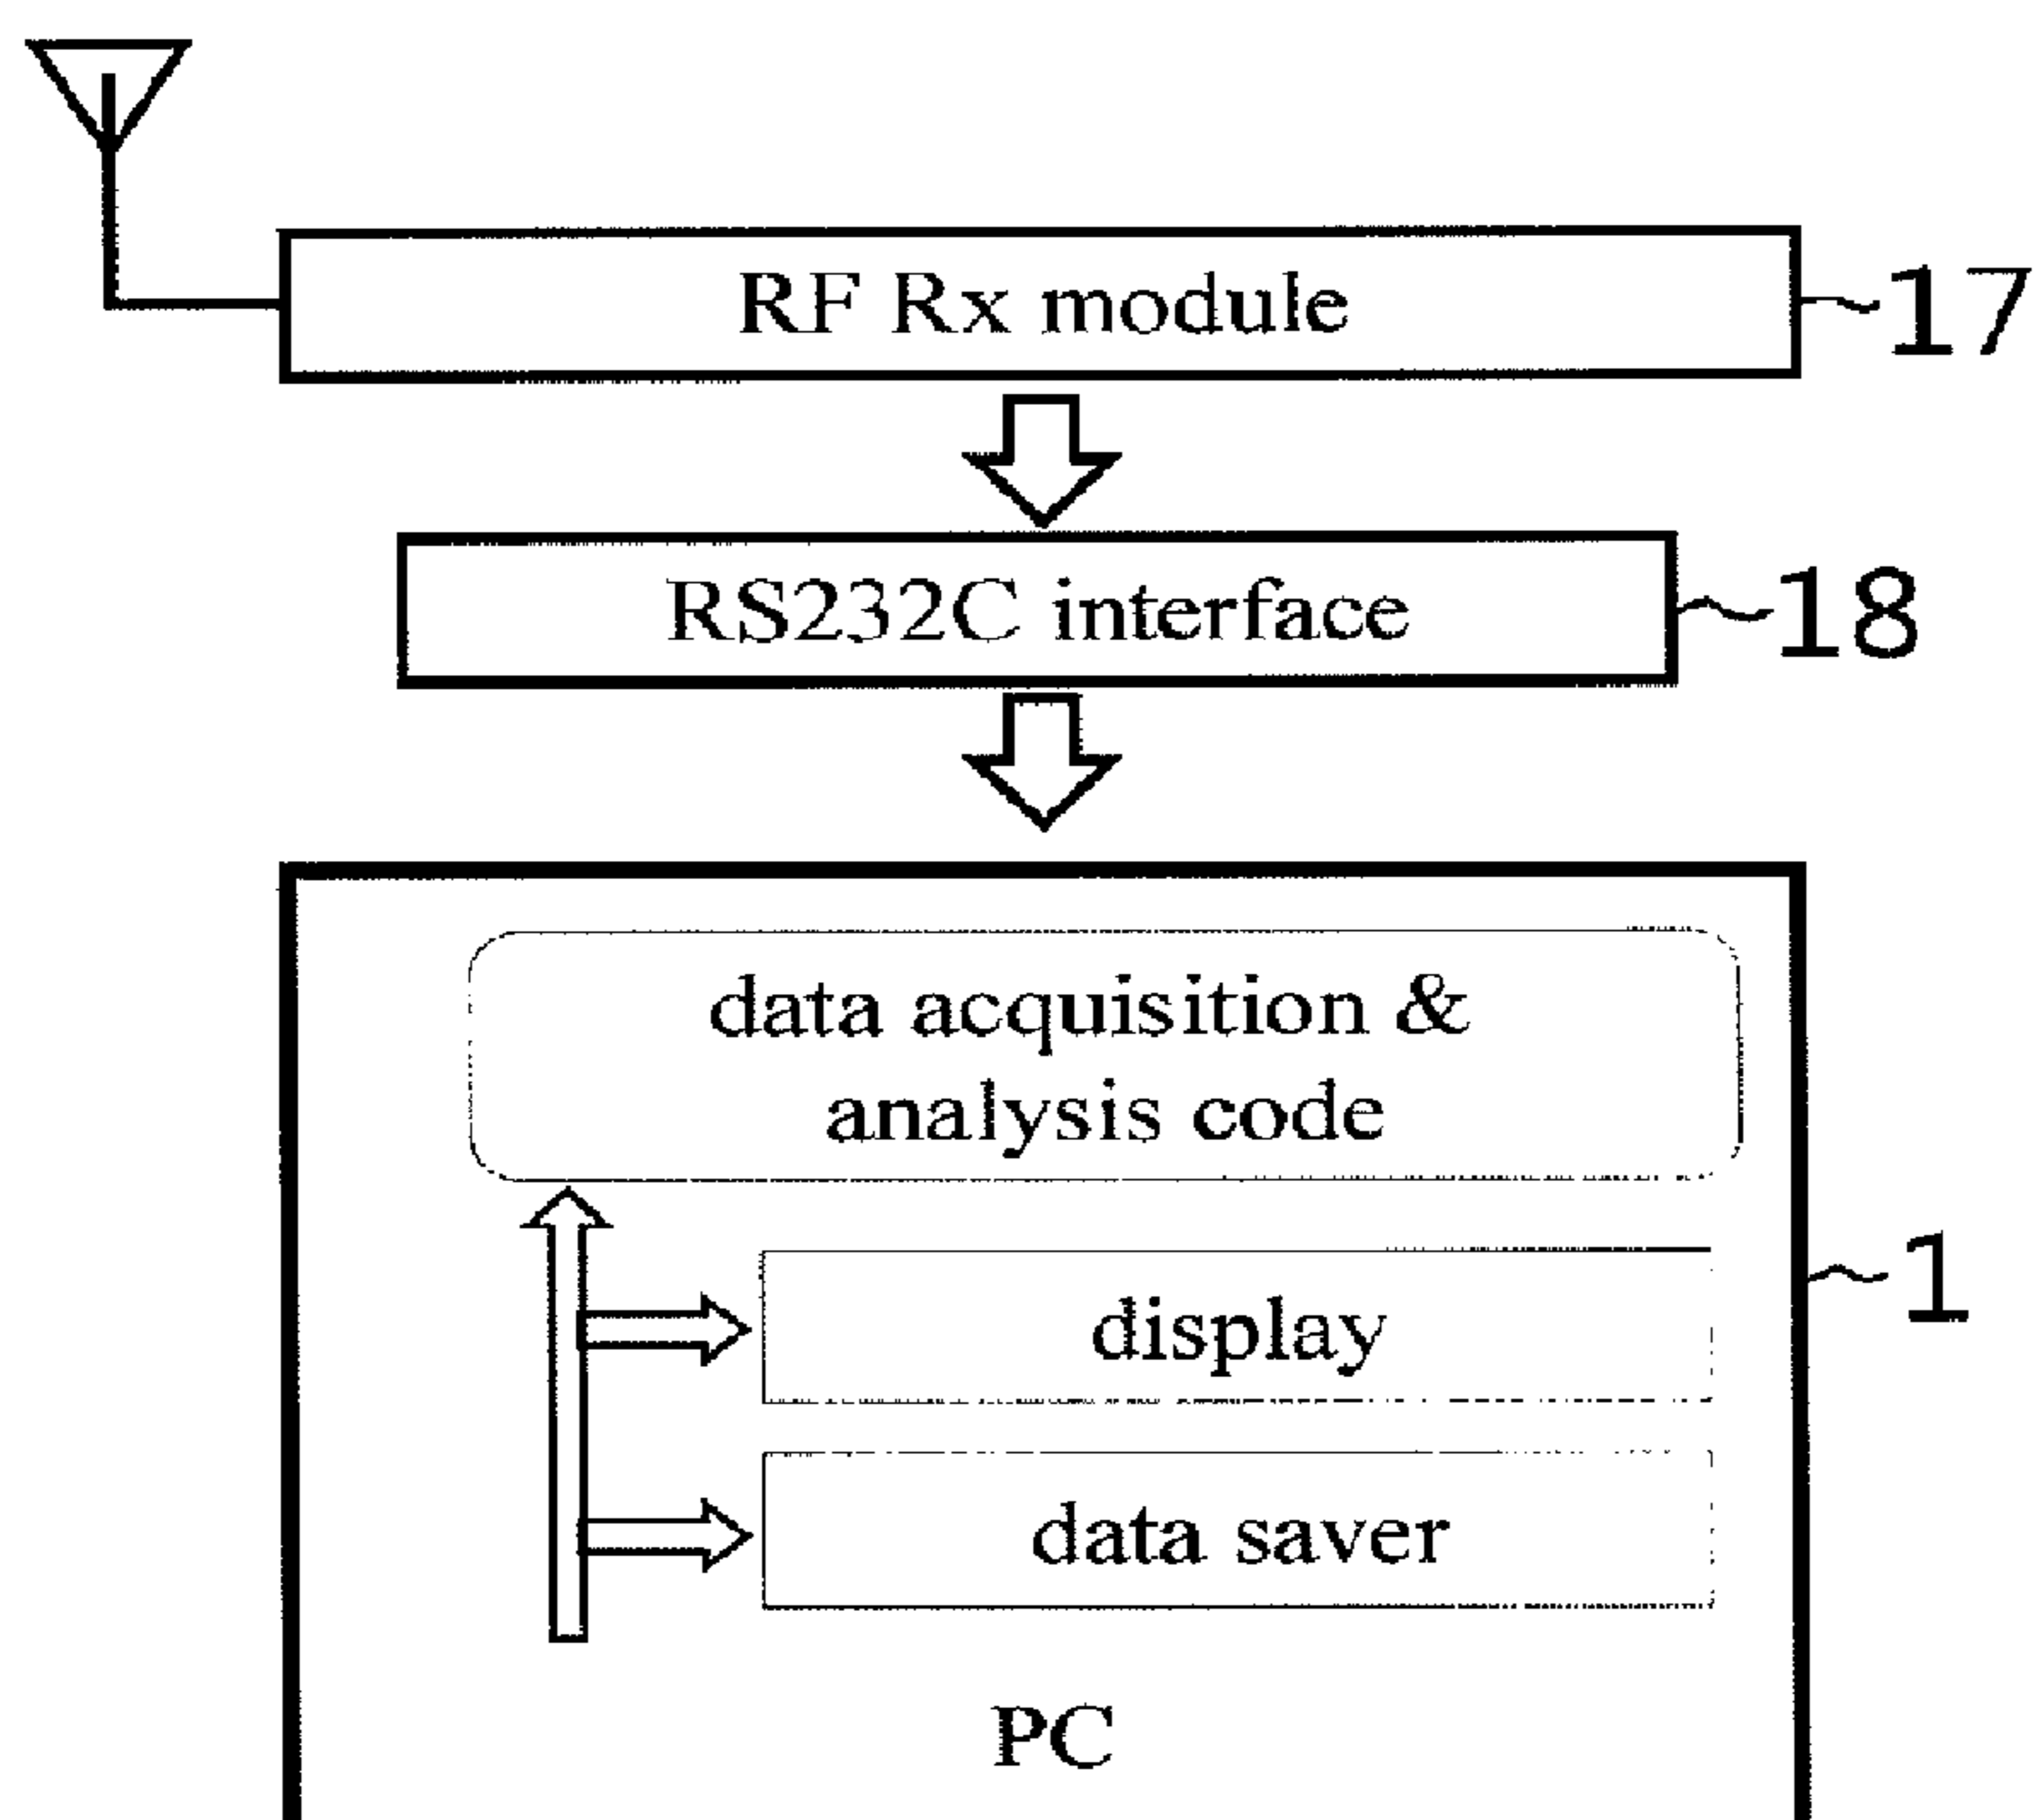 RF Rx module
17
RS232C interface
18
data acquisition &
analysis code
display
1
data saver
PC